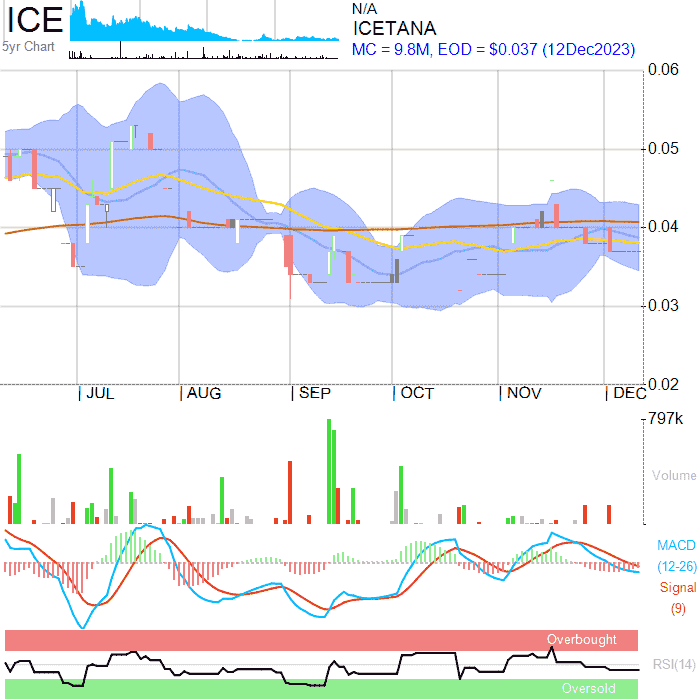 ICE
5yr Chart
N/A
ICETANA
MC = 9.8M, EOD = $0.037 (12Dec2023)
0.06
0.05
0.04
0.03
0.02
JUL AUG SEP OCT NOV DEC
797k
Volume
MACD
(12-26)
Signal
(9)
Overbought
RSI(14)
Oversold